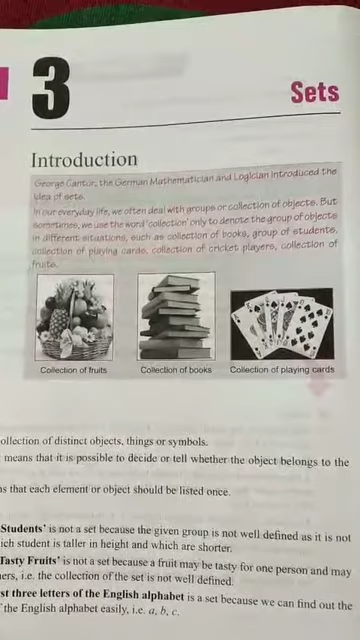 3
Sets
Introduction
George Cantor, the German Mathematician and Logician introduced the
idea of sets.
In our everyday life, we often deal with groups or collection of objects. But
sometimes, we use the word 'collection' only to denote the group of objects
in different situations, such as collection of books, group of students,
collection of playing cards, collection of cricket players, collection of
fruits.
Collection of fruits Collection of books Collection of playing cards
ollection of distinct objects, things or symbols.
means that it is possible to decide or tell whether the object belongs to the
s that each element or object should be listed once.
Students' is not a set because the given group is not well defined as it is not
ich student is taller in height and which are shorter.
Tasty Fruits' is not a set because a fruit may be tasty for one person and may
ers, i.e. the collection of the set is not well defined.
st three letters of the English alphabet is a set because we can find out the
the English alphabet easily, i.e. a, b, c.